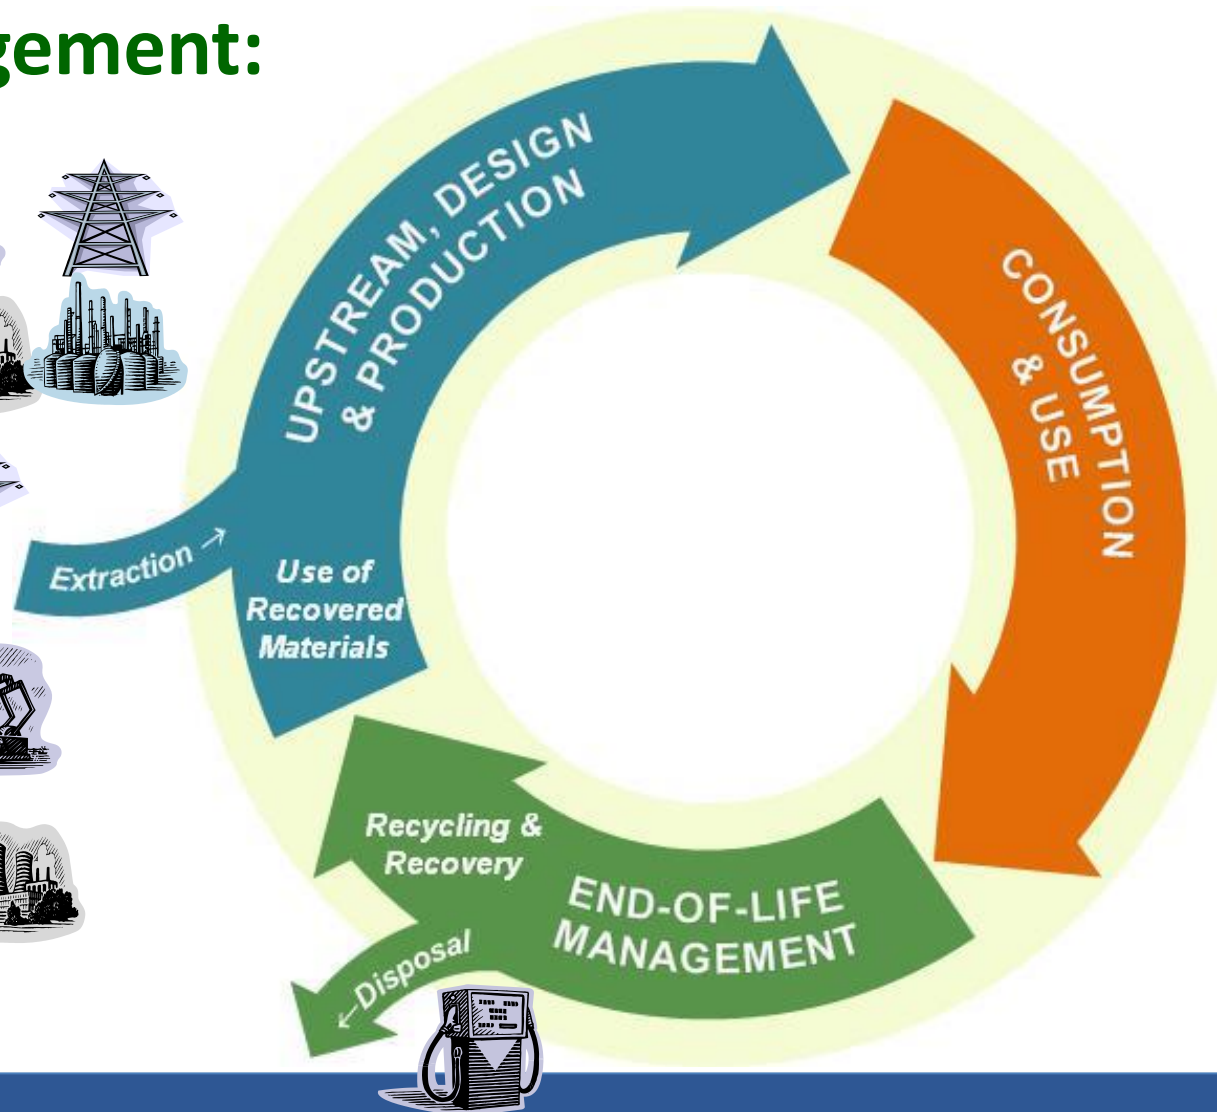 gement:
UPSTREAM, DESIGN
& PRODUCTION
CONSUMPTION
& USE
Extraction →
Use of
Recovered
Materials
Recycling &
Recovery
END-OF-LIFE
MANAGEMENT
←Disposal